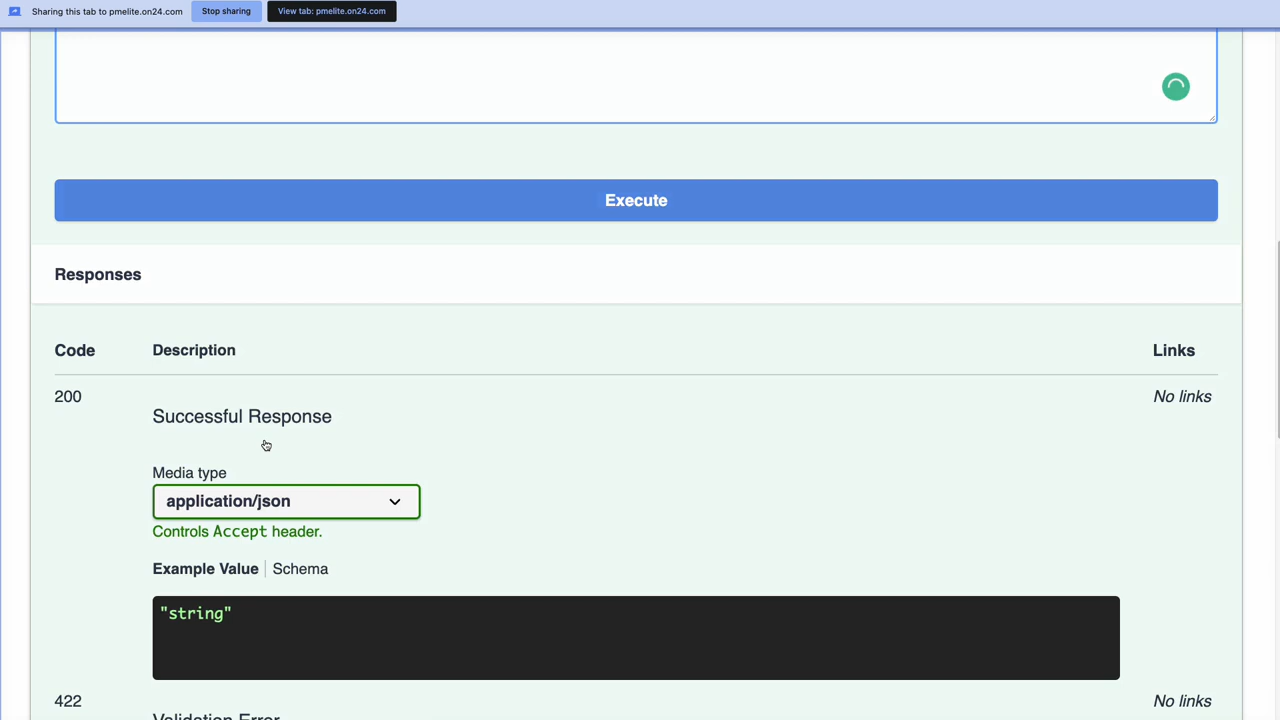 Sharing this tab to pmelite.on24.com Stop sharing View tab: pmelite.on24.com
Execute
Responses
Code Description Links
200 No links
Successful Response
Media type
application/json
Controls Accept header.
Example Value Schema
"string"
422 No links
Validation Error